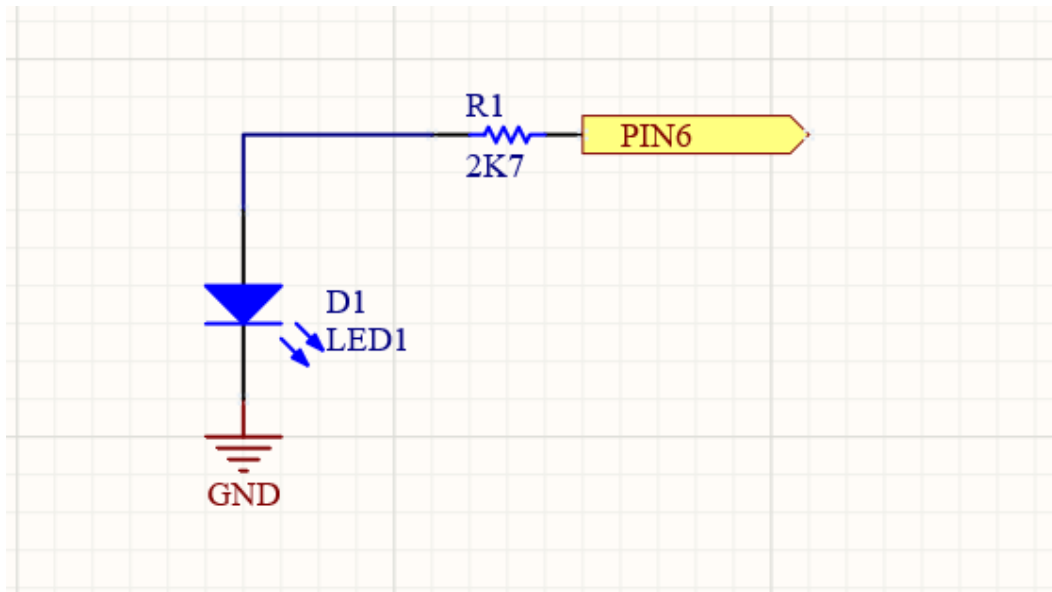 R1
PIN6
2K7
D1
LED1
GND